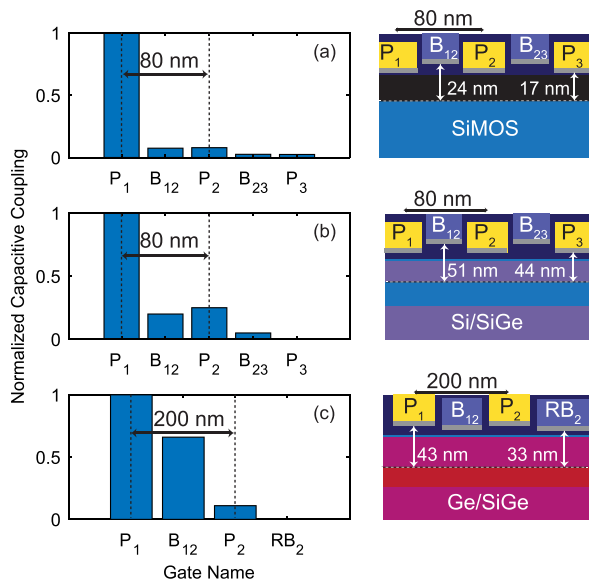 Normalized Capacitive Coupling
1
0.5
0
80 nm
(a)
P1 B12 P2 B23 P3
80 nm
P1 B12 P2 B23 P3
24 nm 17 nm
SiMOS
1
0.5
0
80 nm
(b)
P1 B12 P2 B23 P3
80 nm
P1 B12 P2 B23 P3
51 nm 44 nm
Si/SiGe
1
0.5
0
200 nm
(c)
P1 B12 P2 RB2
Gate Name
200 nm
P1 B12 P2 RB2
43 nm 33 nm
Ge/SiGe